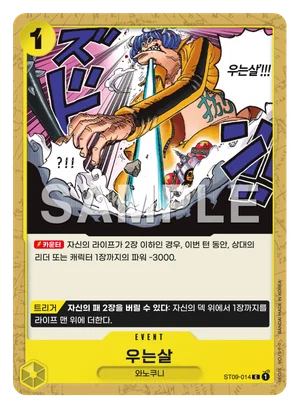 1
ズドン!!
우는살!!!
?!!
SAMPLE
카운터 자신의 라이프가 2장 이하인 경우, 이번 턴 동안, 상대의
리더 또는 캐릭터 1장까지의 파워 -3000.
트리거 자신의 패 2장을 버릴 수 있다: 자신의 덱 위에서 1장까지를
라이프 맨 위에 더한다.
EVENT
우는살
와노쿠니
ST09-014 C 1